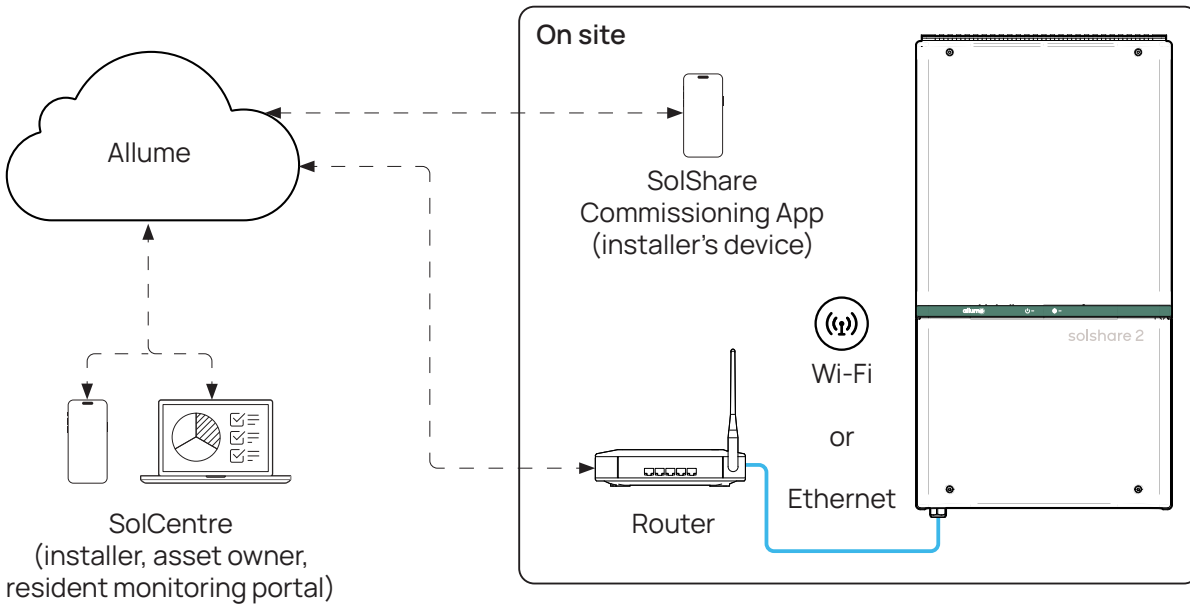 On site
Allume
SolShare
Commissioning App
(installer's device)
allume
solshare 2
Wi-Fi
or
Ethernet
Router
SolCentre
(installer, asset owner,
resident monitoring portal)